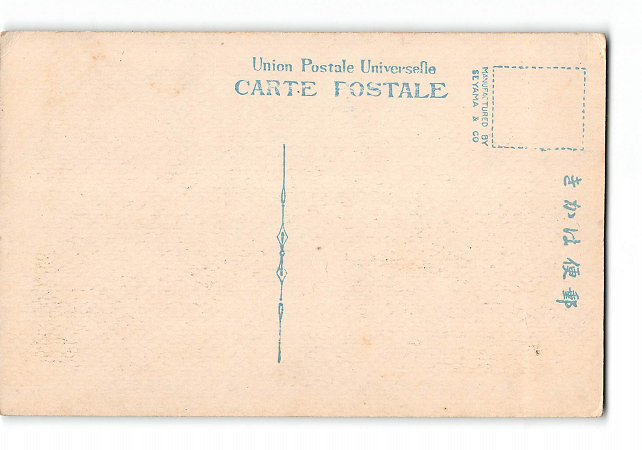 Union Postale Universelle
CARTE POSTALE
MANUFACTURED BY
SEYAMA & CO
きかは便郵